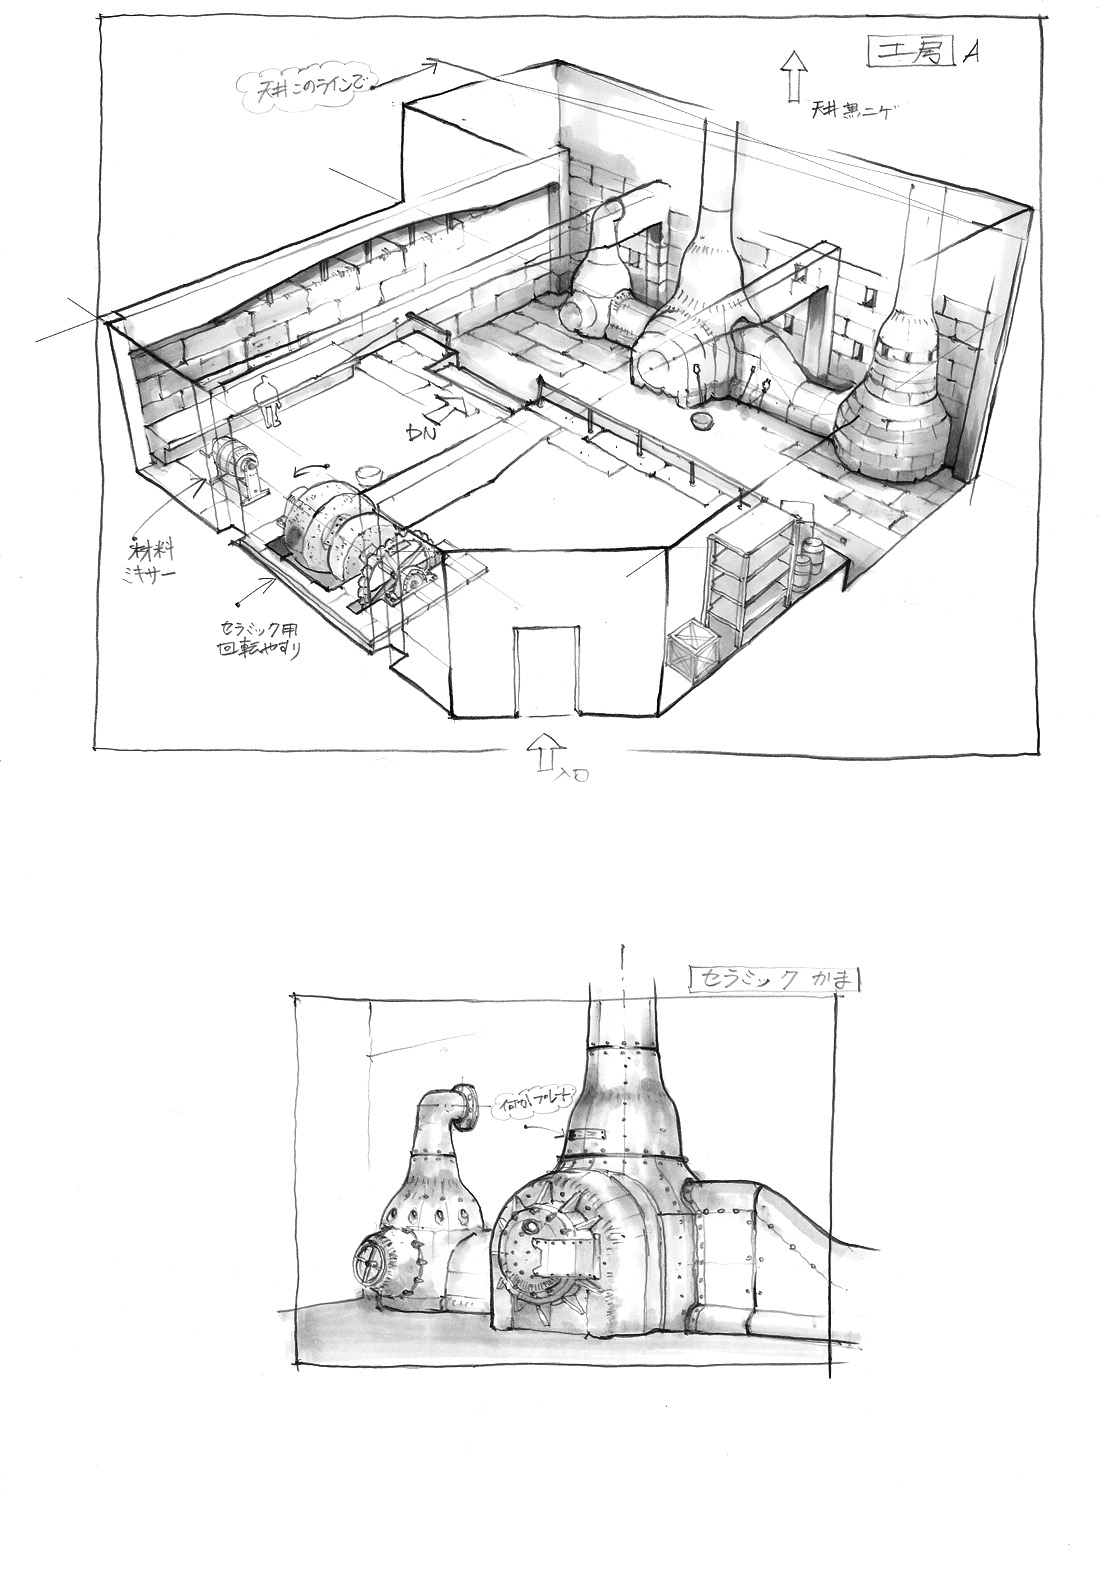 工房 A
天井このラインで
天井黒ニゲ
DN
材料
ミキサー
セラミック用
回転やすり
入口
セラミック かま
何かプレート